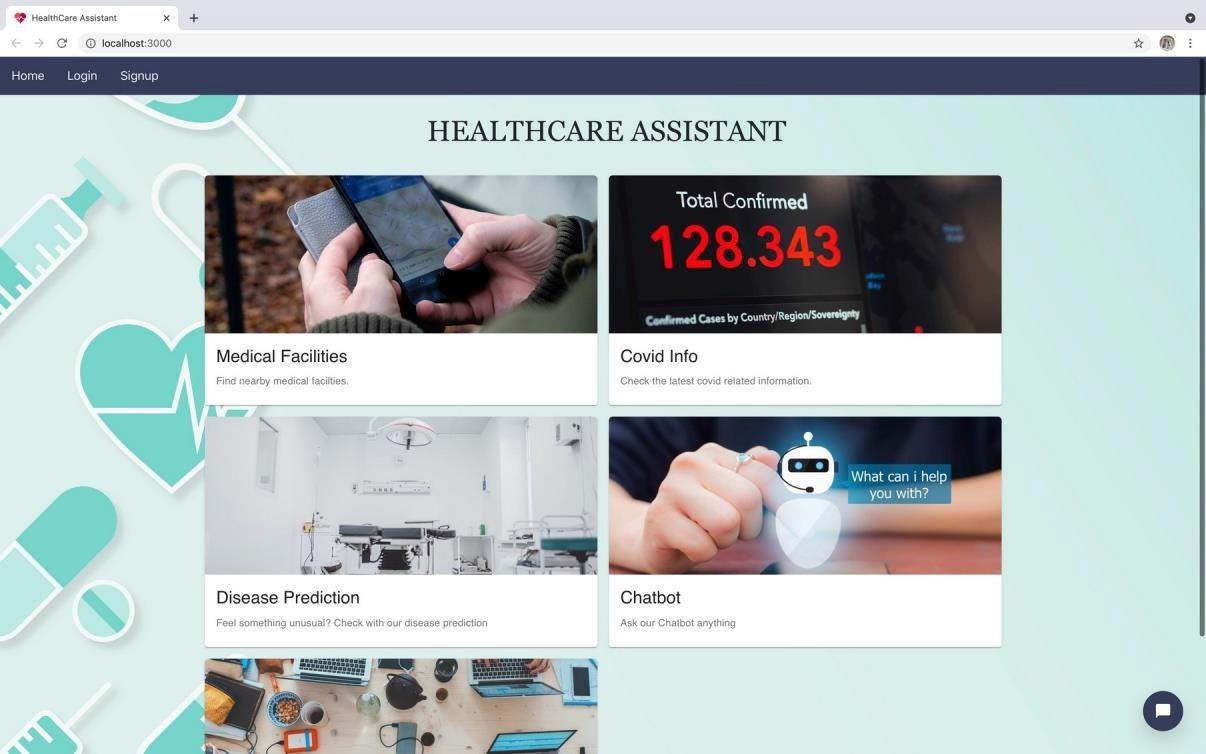 HealthCare Assistant
localhost:3000
Home Login Signup
HEALTHCARE ASSISTANT
Total Confirmed
128.343
Confirmed Cases by Country/Region/Sovereignty
Medical Facilities
Find nearby medical facilties.
Covid Info
Check the latest covid related information.
What can i help
you with?
Disease Prediction
Feel something unusual? Check with our disease prediction
Chatbot
Ask our Chatbot anything